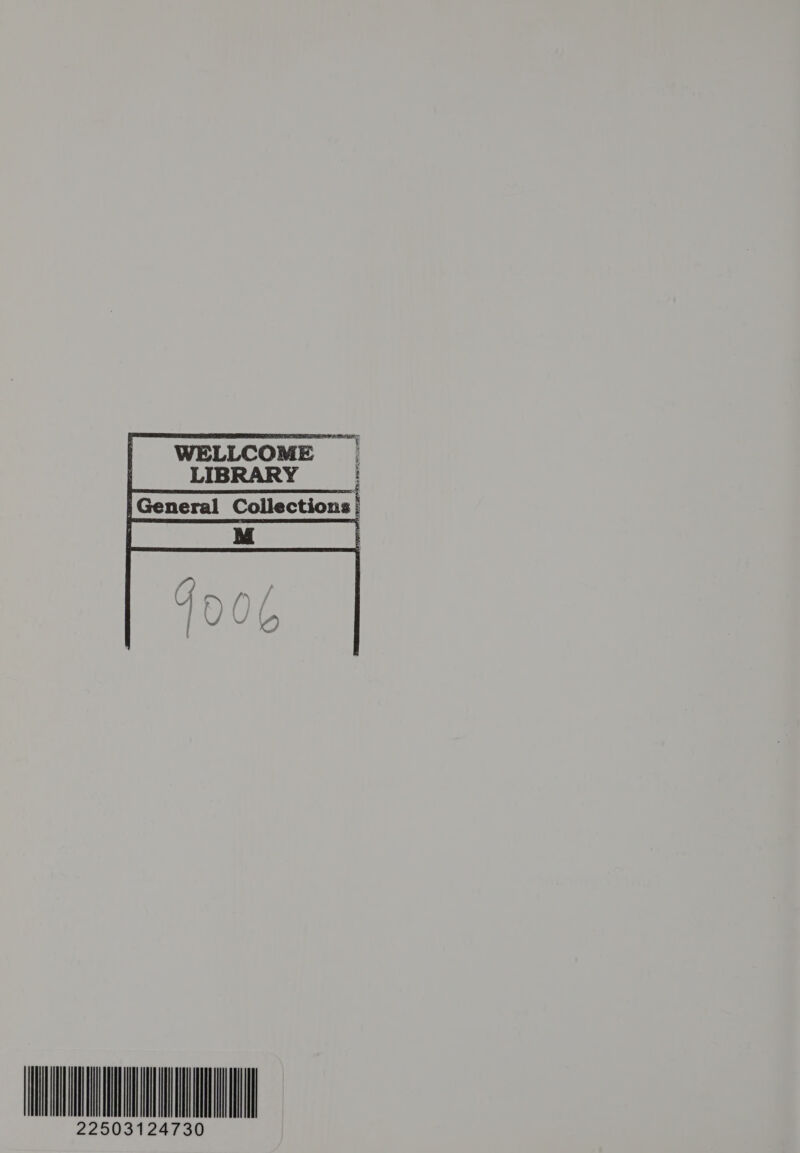 WELLCOME
LIBRARY
General Collections
M
9006
22503124730